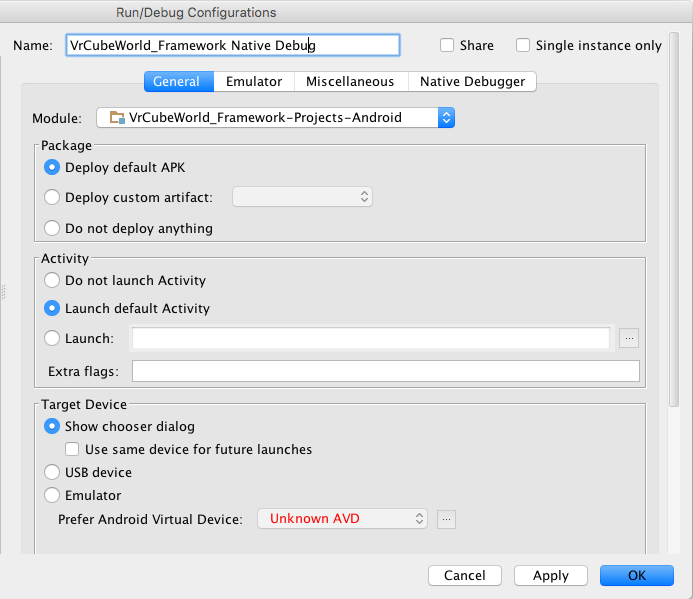 Run/Debug Configurations
Name: VrCubeWorld_Framework Native Debug Share Single instance only
General Emulator Miscellaneous Native Debugger
Module: VrCubeWorld_Framework-Projects-Android
Package
Deploy default APK
Deploy custom artifact:
Do not deploy anything
Activity
Do not launch Activity
Launch default Activity
Launch: ...
Extra flags:
Target Device
Show chooser dialog
Use same device for future launches
USB device
Emulator
Prefer Android Virtual Device: Unknown AVD ...
Cancel Apply OK